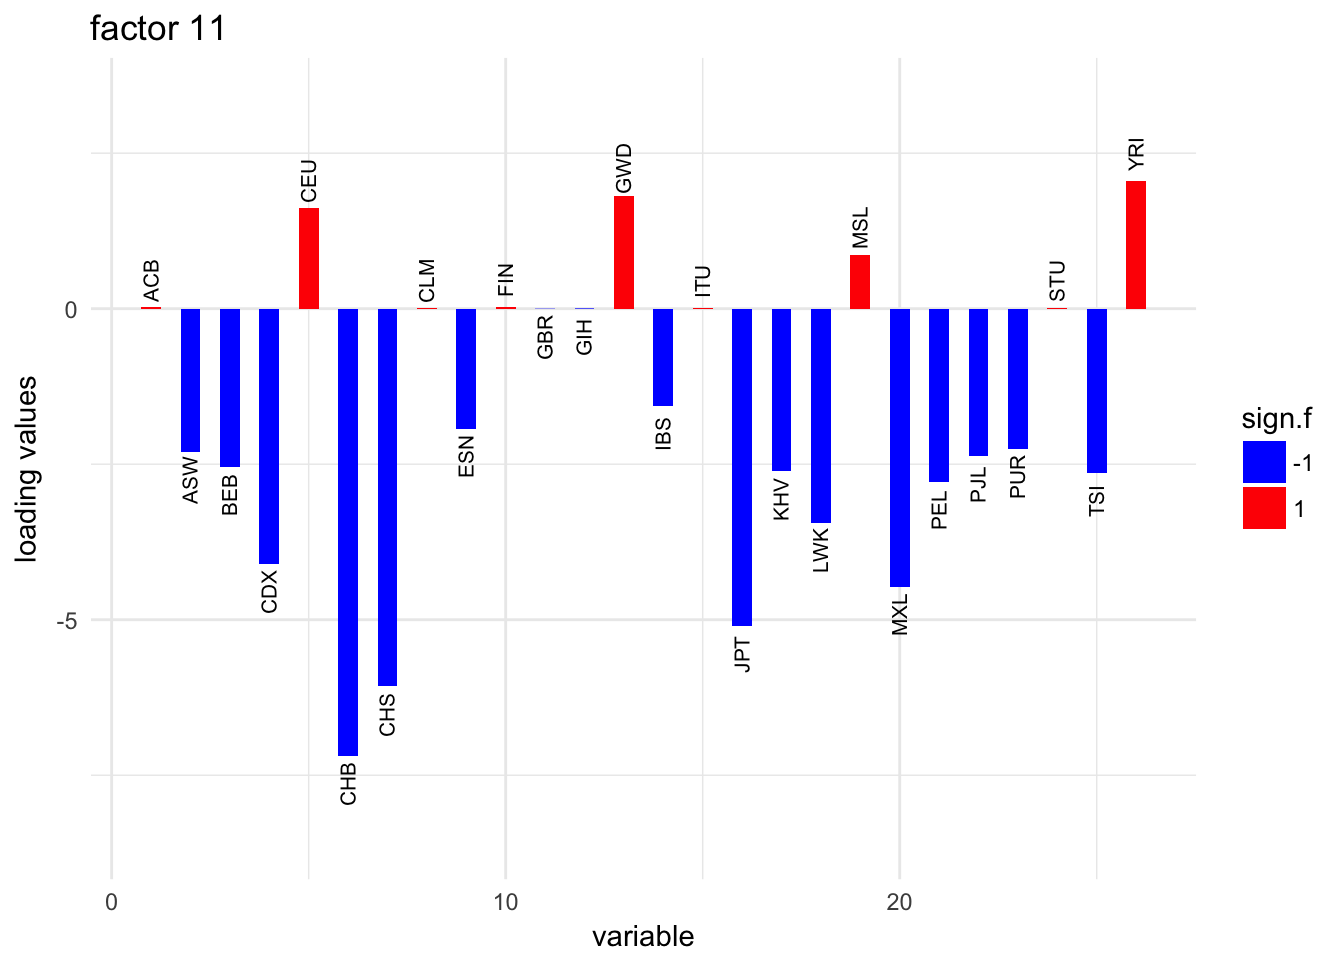 factor 11
loading values
0
-5
ACB
ASW
BEB
CDX
CEU
CHB
CHS
CLM
ESN
FIN
GBR
GIH
GWD
IBS
ITU
JPT
KHV
LWK
MSL
MXL
PEL
PJL
PUR
STU
TSI
YRI
0
10
20
variable
sign.f
-1
1